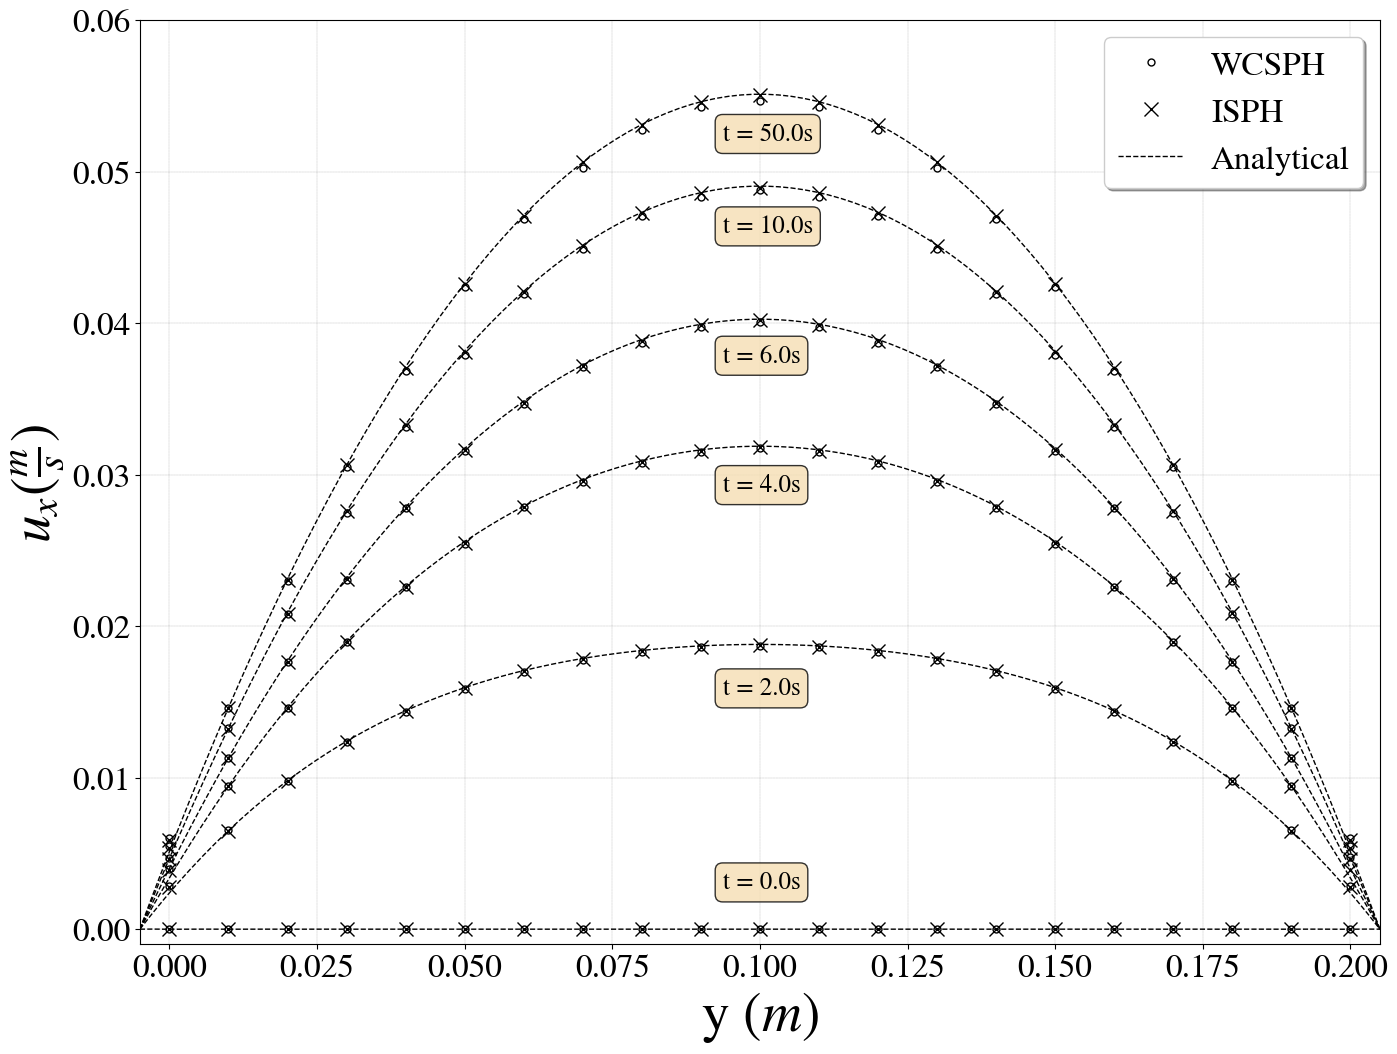 0.06
0.05
0.04
0.03
0.02
0.01
0.00
u_x(m/s)
WCSPH
ISPH
Analytical
t = 50.0s
t = 10.0s
t = 6.0s
t = 4.0s
t = 2.0s
t = 0.0s
0.000 0.025 0.050 0.075 0.100 0.125 0.150 0.175 0.200
y (m)